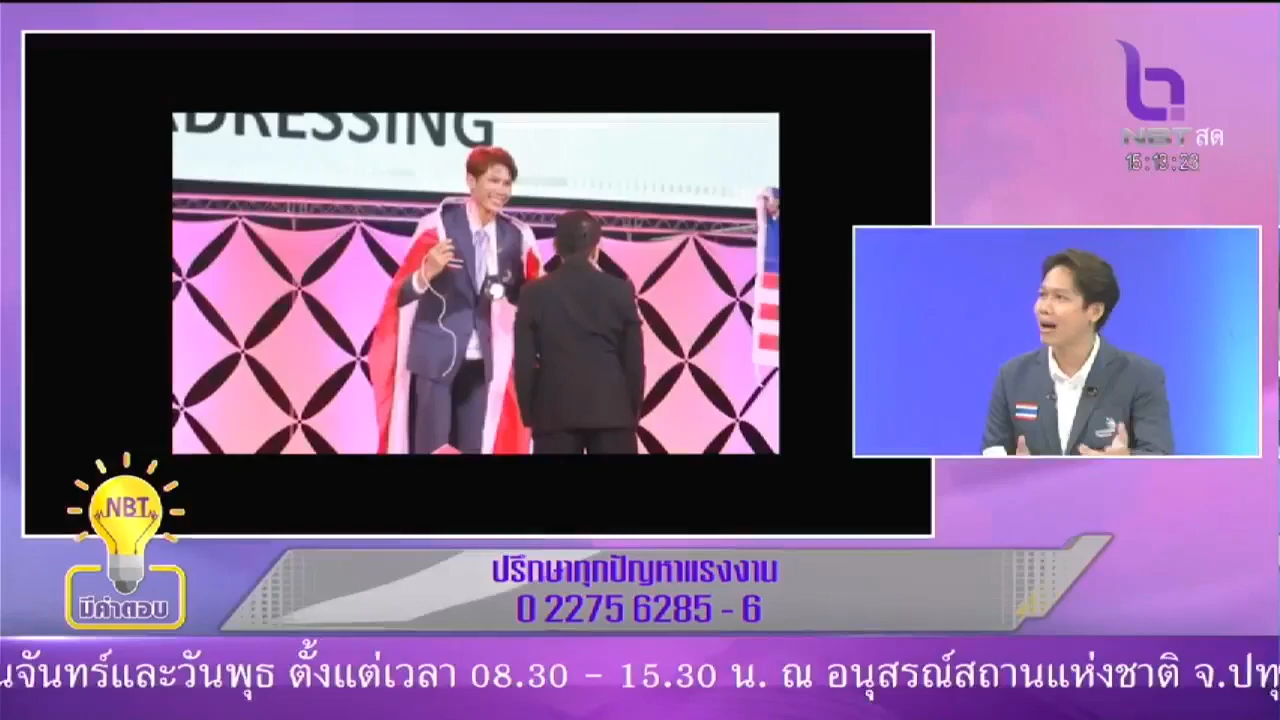 ADRESSING
NBT สด
15:13:23
NBT
มีคำตอบ
ปรึกษาทุกปัญหาแรงงาน
0 2275 6285 - 6
นจันทร์และวันพุธ ตั้งแต่เวลา 08.30 - 15.30 น. ณ อนุสรณ์สถานแห่งชาติ จ.ปทุ